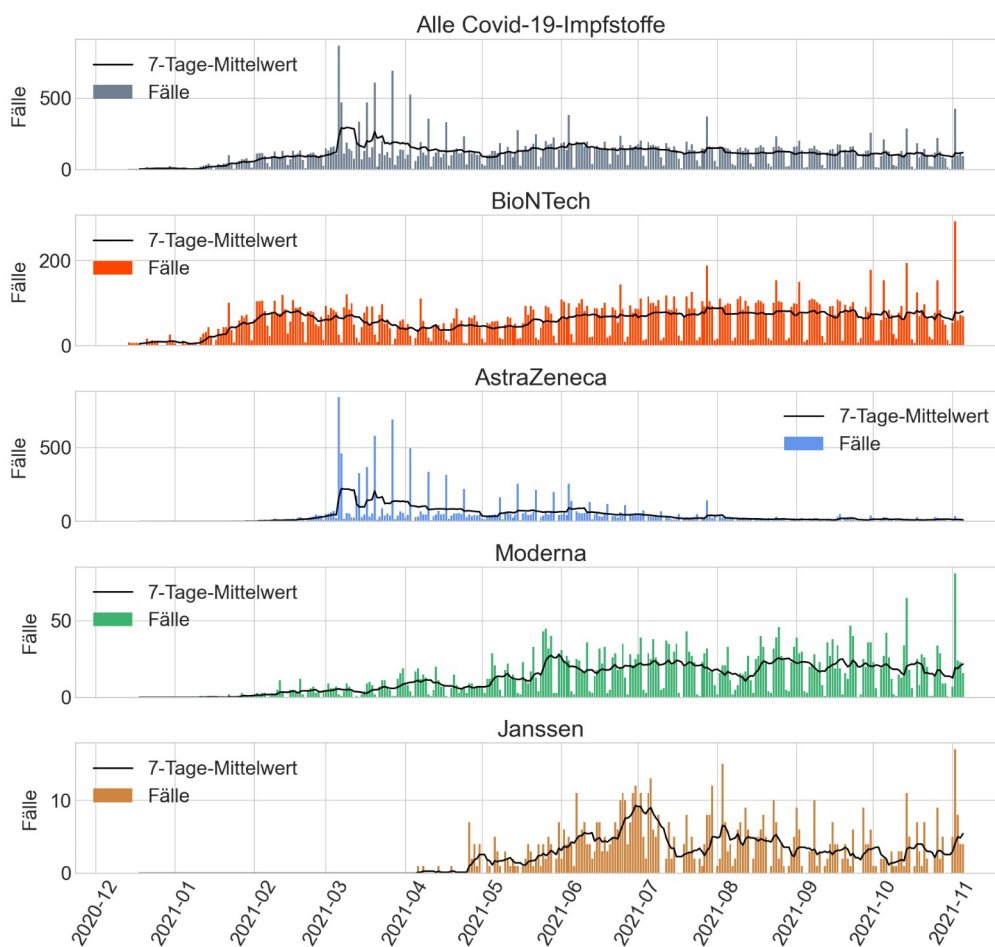 Alle Covid-19-Impfstoffe
Fälle
500
0
7-Tage-Mittelwert
Fälle
BioNTech
Fälle
200
0
7-Tage-Mittelwert
Fälle
AstraZeneca
Fälle
500
0
7-Tage-Mittelwert
Fälle
Moderna
Fälle
50
0
7-Tage-Mittelwert
Fälle
Janssen
Fälle
10
0
7-Tage-Mittelwert
Fälle
2020-12
2021-01
2021-02
2021-03
2021-04
2021-05
2021-06
2021-07
2021-08
2021-09
2021-10
2021-11